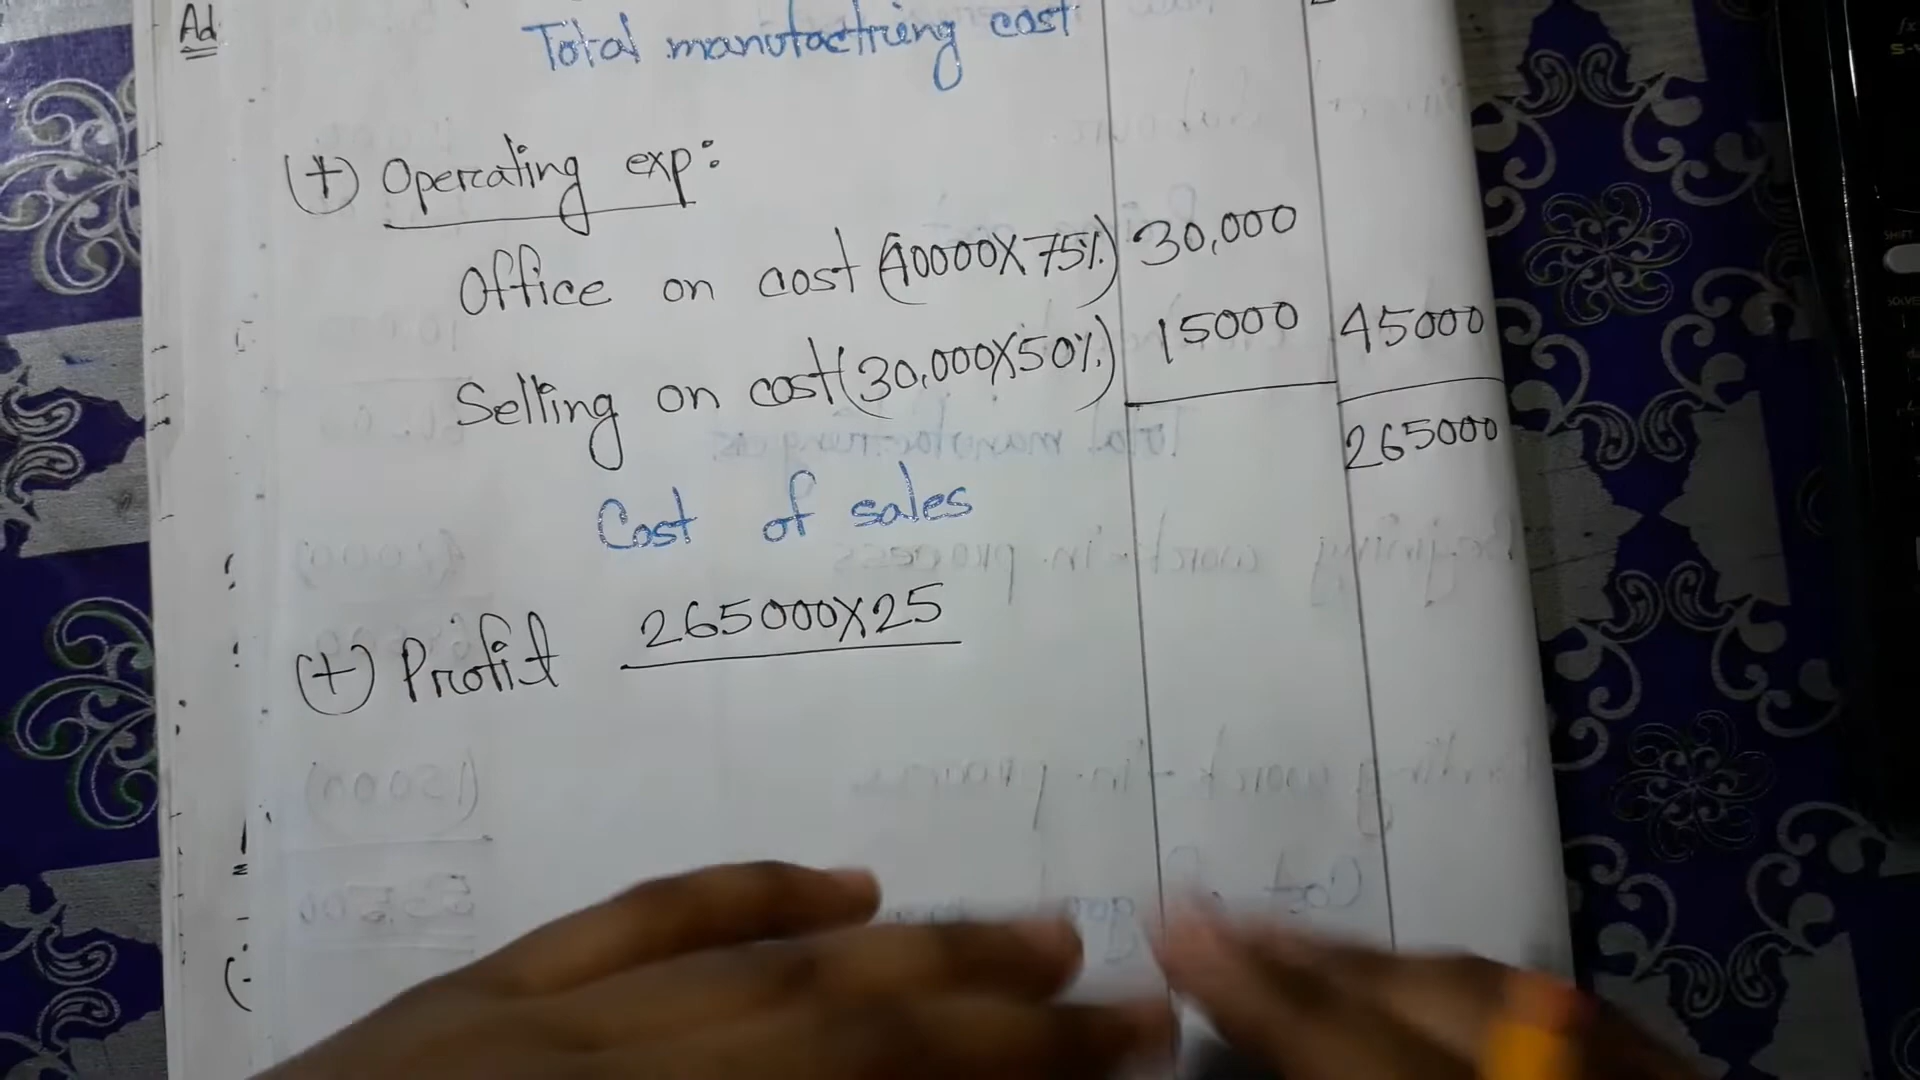 Ad
Total manufactring cost
(+) Operating exp:
Office on cost (40000X75%) 30,000
Selling on cost (30,000X50%) 15000 45000
265000
Cost of sales
(+) Profit 265000X25